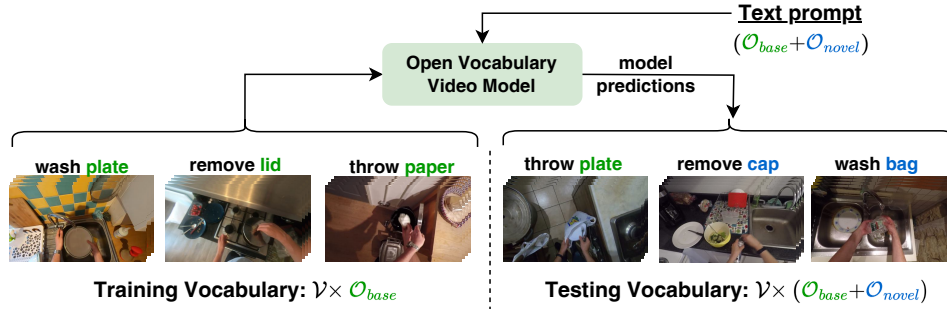 Text prompt
(𝒪base+𝒪novel)
Open Vocabulary
Video Model
model
predictions
wash plate
remove lid
throw paper
throw plate
remove cap
wash bag
Training Vocabulary: 𝒱× 𝒪base
Testing Vocabulary: 𝒱× (𝒪base+𝒪novel)